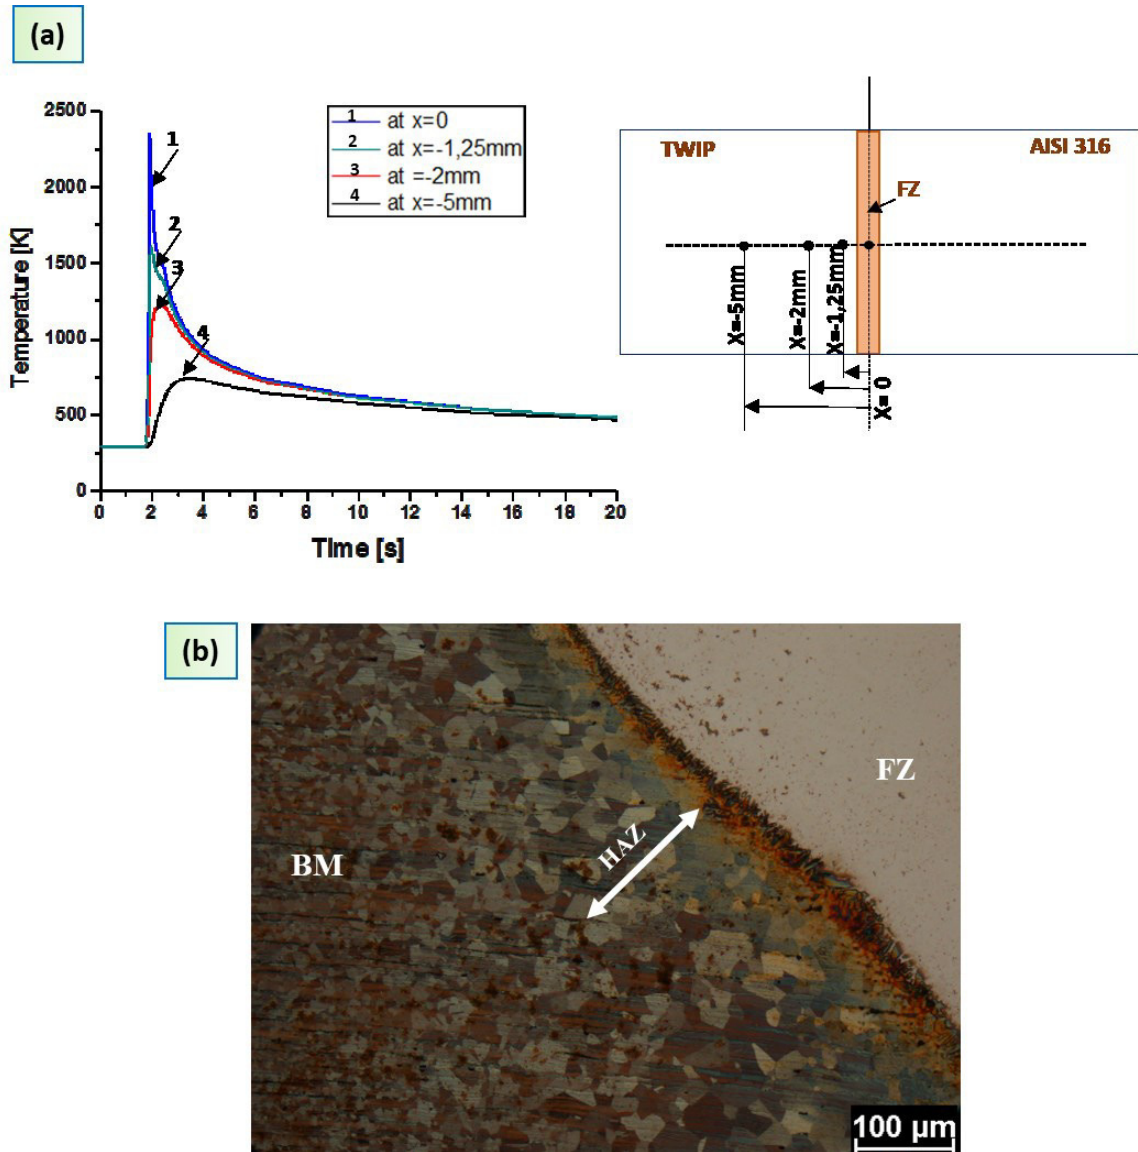 (a)
2500
2000
1500
1000
500
0
Temperature [K]
0 2 4 6 8 10 12 14 16 18 20
Time [s]
1
2
3
4
1 at x=0
2 at x=-1,25mm
3 at =-2mm
4 at x=-5mm
TWIP
AISI 316
FZ
X=-5mm
X=-2mm
X=-1,25mm
X= 0
(b)
FZ
HAZ
BM
100 µm